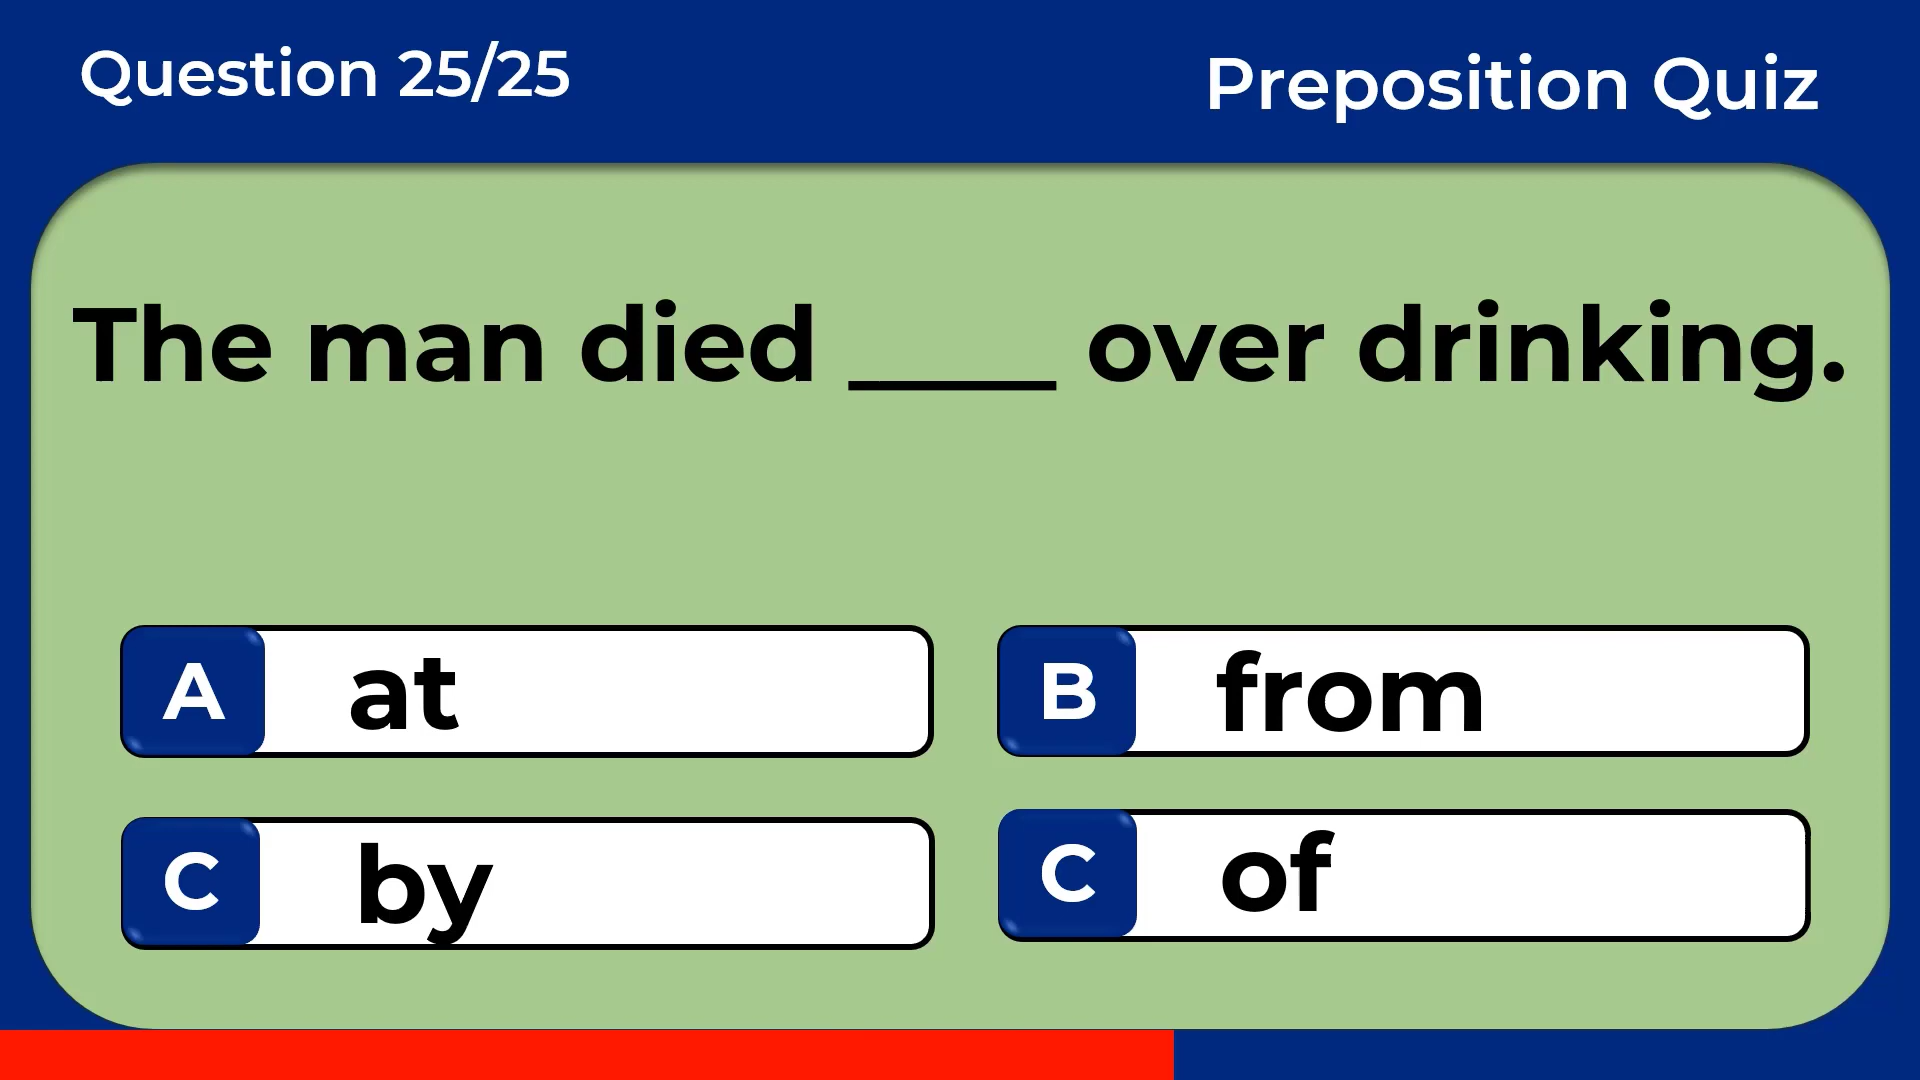 Question 25/25
Preposition Quiz
The man died ____ over drinking.
A at
B from
C by
C of